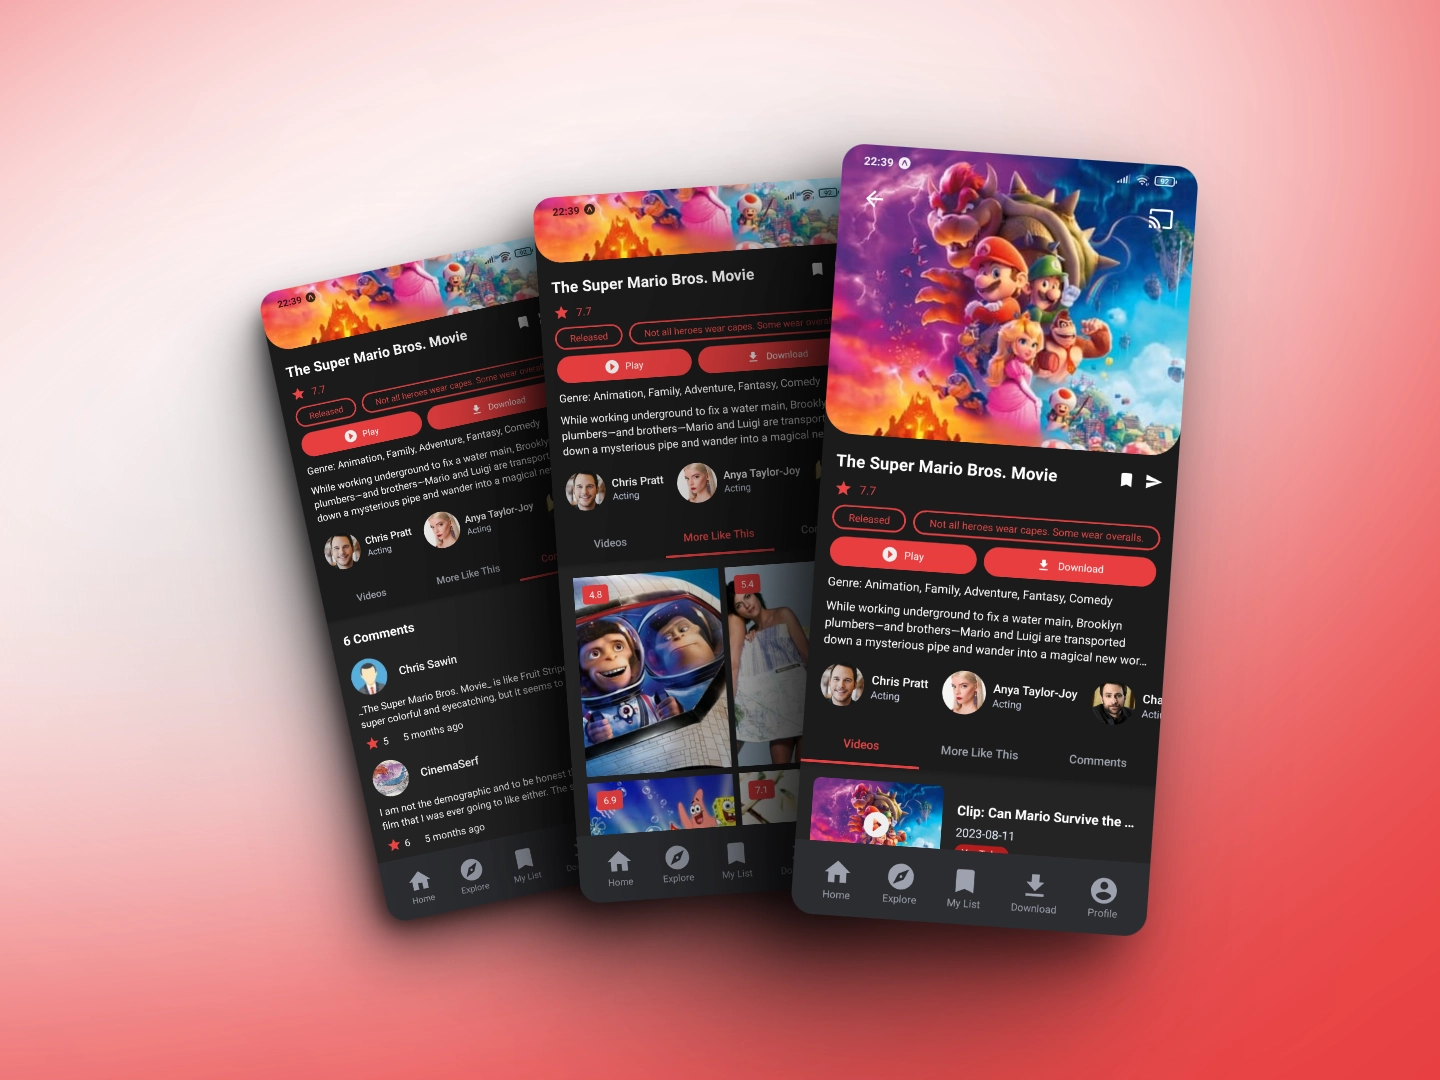 22:39
92
The Super Mario Bros. Movie
7.7
Released
Not all heroes wear capes. Some wear overalls.
Play
Download
Genre: Animation, Family, Adventure, Fantasy, Comedy
While working underground to fix a water main, Brookly
plumbers—and brothers—Mario and Luigi are transport
down a mysterious pipe and wander into a magical ne
Chris Pratt
Acting
Anya Taylor-Joy
Acting
Videos
More Like This
Co
6 Comments
Chris Sawin
_The Super Mario Bros. Movie_ is like Fruit Stripe
super colorful and eyecatching, but it seems to
5
5 months ago
CinemaSerf
I am not the demographic and to be honest t
film that I was ever going to like either. The s
6
5 months ago
Home
Explore
My List
Do
22:39
92
The Super Mario Bros. Movie
7.7
Released
Not all heroes wear capes. Some wear overa
Play
Download
Genre: Animation, Family, Adventure, Fantasy, Comedy
While working underground to fix a water main, Brookly
plumbers—and brothers—Mario and Luigi are transporte
down a mysterious pipe and wander into a magical new
Chris Pratt
Acting
Anya Taylor-Joy
Acting
Videos
More Like This
Co
4.8
5.4
6.9
7.1
Home
Explore
My List
Do
22:39
92
The Super Mario Bros. Movie
7.7
Released
Not all heroes wear capes. Some wear overalls.
Play
Download
Genre: Animation, Family, Adventure, Fantasy, Comedy
While working underground to fix a water main, Brooklyn
plumbers—and brothers—Mario and Luigi are transported
down a mysterious pipe and wander into a magical new wor...
Chris Pratt
Acting
Anya Taylor-Joy
Acting
Cha
Acti
Videos
More Like This
Comments
Clip: Can Mario Survive the ...
2023-08-11
Home
Explore
My List
Download
Profile